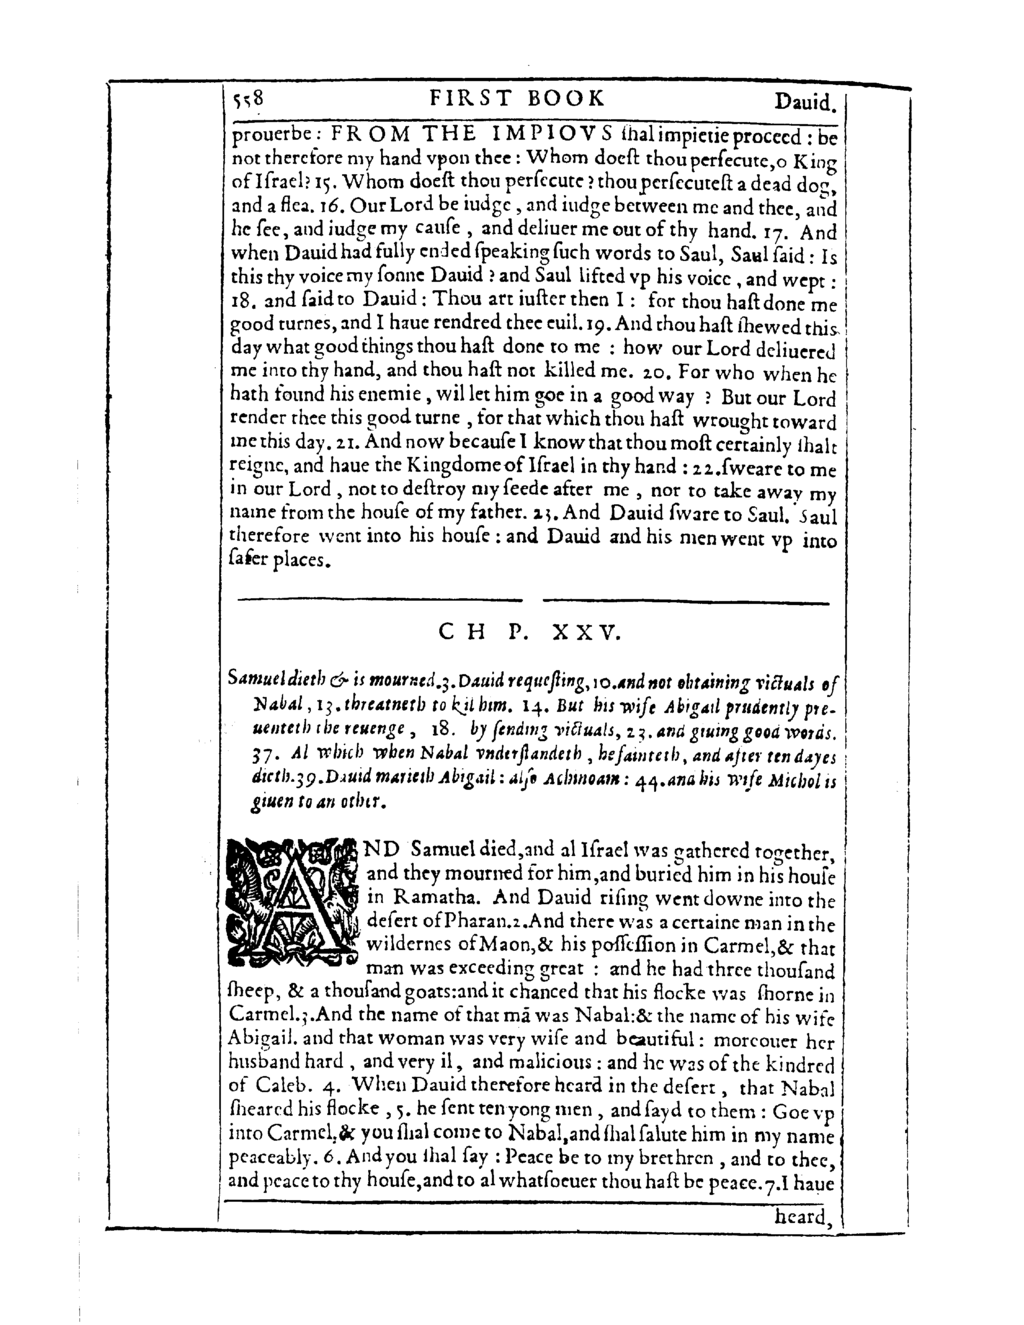 558 FIRST BOOK Dauid.
prouerbe: FROM THE IMPIOVS ſhal impietie proceed : be
not therefore my hand vpon thee : Whom doeſt thou perſecute, o King
of Iſrael? 15. Whom doeſt thou perſecute ? thou perſecuteſt a dead dog,
and a flea. 16. Our Lord be iudge , and iudge between me and thee, and
he ſee, and iudge my cauſe , and deliuer me out of thy hand. 17. And
when Dauid had fully ended ſpeaking ſuch words to Saul, Saul ſaid : Is
this thy voice my ſonne Dauid ? and Saul lifted vp his voice , and wept :
18. and ſaid to Dauid : Thou art iuſter then I : for thou haſt done me
good turnes, and I haue rendred thee euil. 19. And thou haſt ſhewed this
day what good things thou haſt done to me : how our Lord deliuered
me into thy hand, and thou haſt not killed me. 20. For who when he
hath found his enemie , wil let him goe in a good way ? But our Lord
render thee this good turne , for that which thou haſt wrought toward
me this day. 21. And now becauſe I know that thou moſt certainly ſhalt
reigne, and haue the Kingdome of Iſrael in thy hand : 22. ſweare to me
in our Lord , not to deſtroy my ſeede after me , nor to take away my
name from the houſe of my father. 23. And Dauid ſware to Saul. Saul
therefore went into his houſe : and Dauid and his men went vp into
ſafer places.
CHP. XXV.
Samuel dieth & is mourned. 3. Dauid requeſting, 10. and not obtaining victuals of
Nabal , 13. threatneth to kil him. 14. But his wife Abigail prudently pre-
uenteth the reuenge , 18. by ſending victuals, 23. and giuing good words.
37. Al which when Nabal vnderſtandeth , he fainteth, and after ten dayes
dieth. 39. Dauid marieth Abigail : alſo Achinoam : 44. and his wife Michol is
giuen to an other.
AND Samuel died, and al Iſrael was gathered together,
and they mourned for him, and buried him in his houſe
in Ramatha. And Dauid riſing went downe into the
deſert of Pharan. 2. And there was a certaine man in the
wildernes of Maon, & his poſſeſſion in Carmel, & that
man was exceeding great : and he had three thouſand
ſheep, & a thouſand goats: and it chanced that his flocke was ſhorne in
Carmel. 3. And the name of that mã was Nabal: & the name of his wife
Abigail. and that woman was very wiſe and beautiful : moreouer her
husband hard , and very il, and malicious : and he was of the kindred
of Caleb. 4. When Dauid therefore heard in the deſert , that Nabal
ſheared his flocke , 5. he ſent ten yong men , and ſayd to them : Goe vp
into Carmel, & you ſhal come to Nabal, and ſhal ſalute him in my name
peaceably. 6. And you ſhal ſay : Peace be to my brethren , and to thee,
and peace to thy houſe, and to al whatſoeuer thou haſt be peace. 7. I haue
heard,